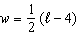 w = 1/2 (ℓ − 4)